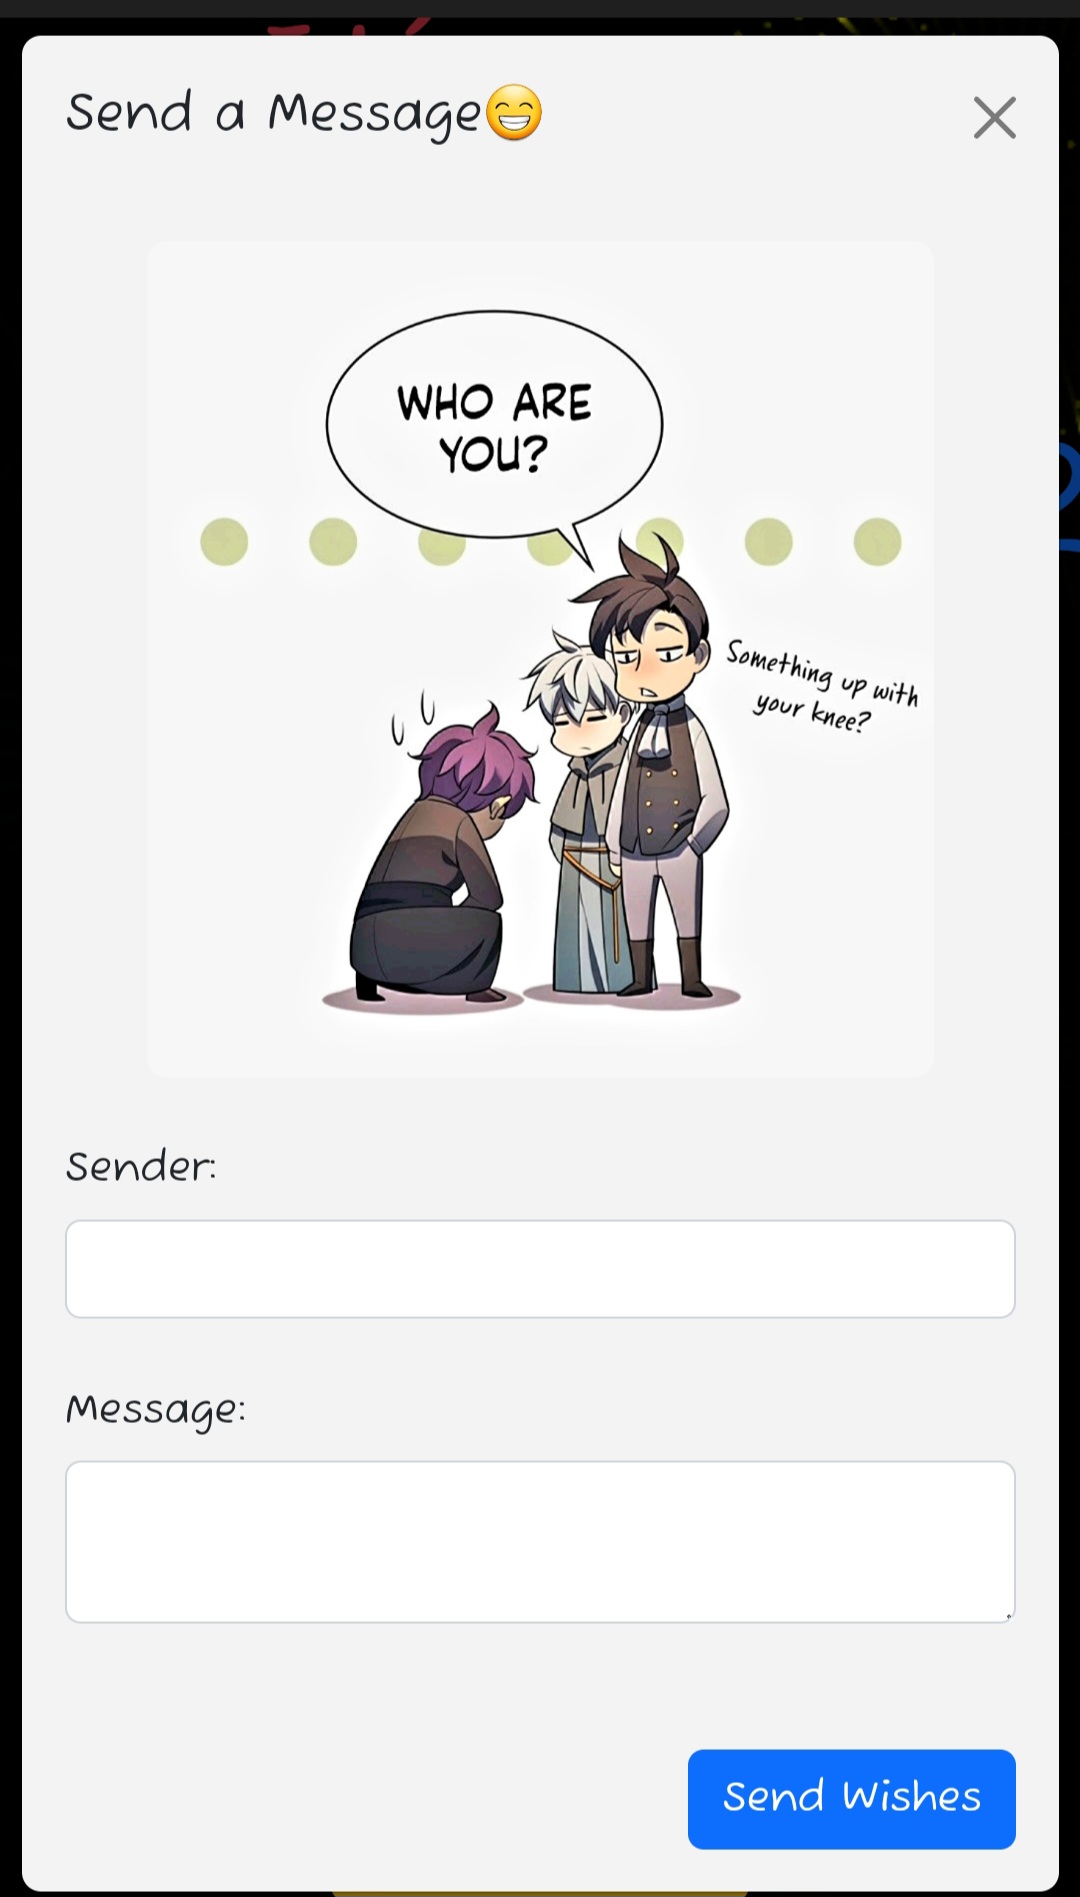 Send a Message😁
WHO ARE
YOU?
Something up with
your knee?
Sender:
Message:
Send Wishes